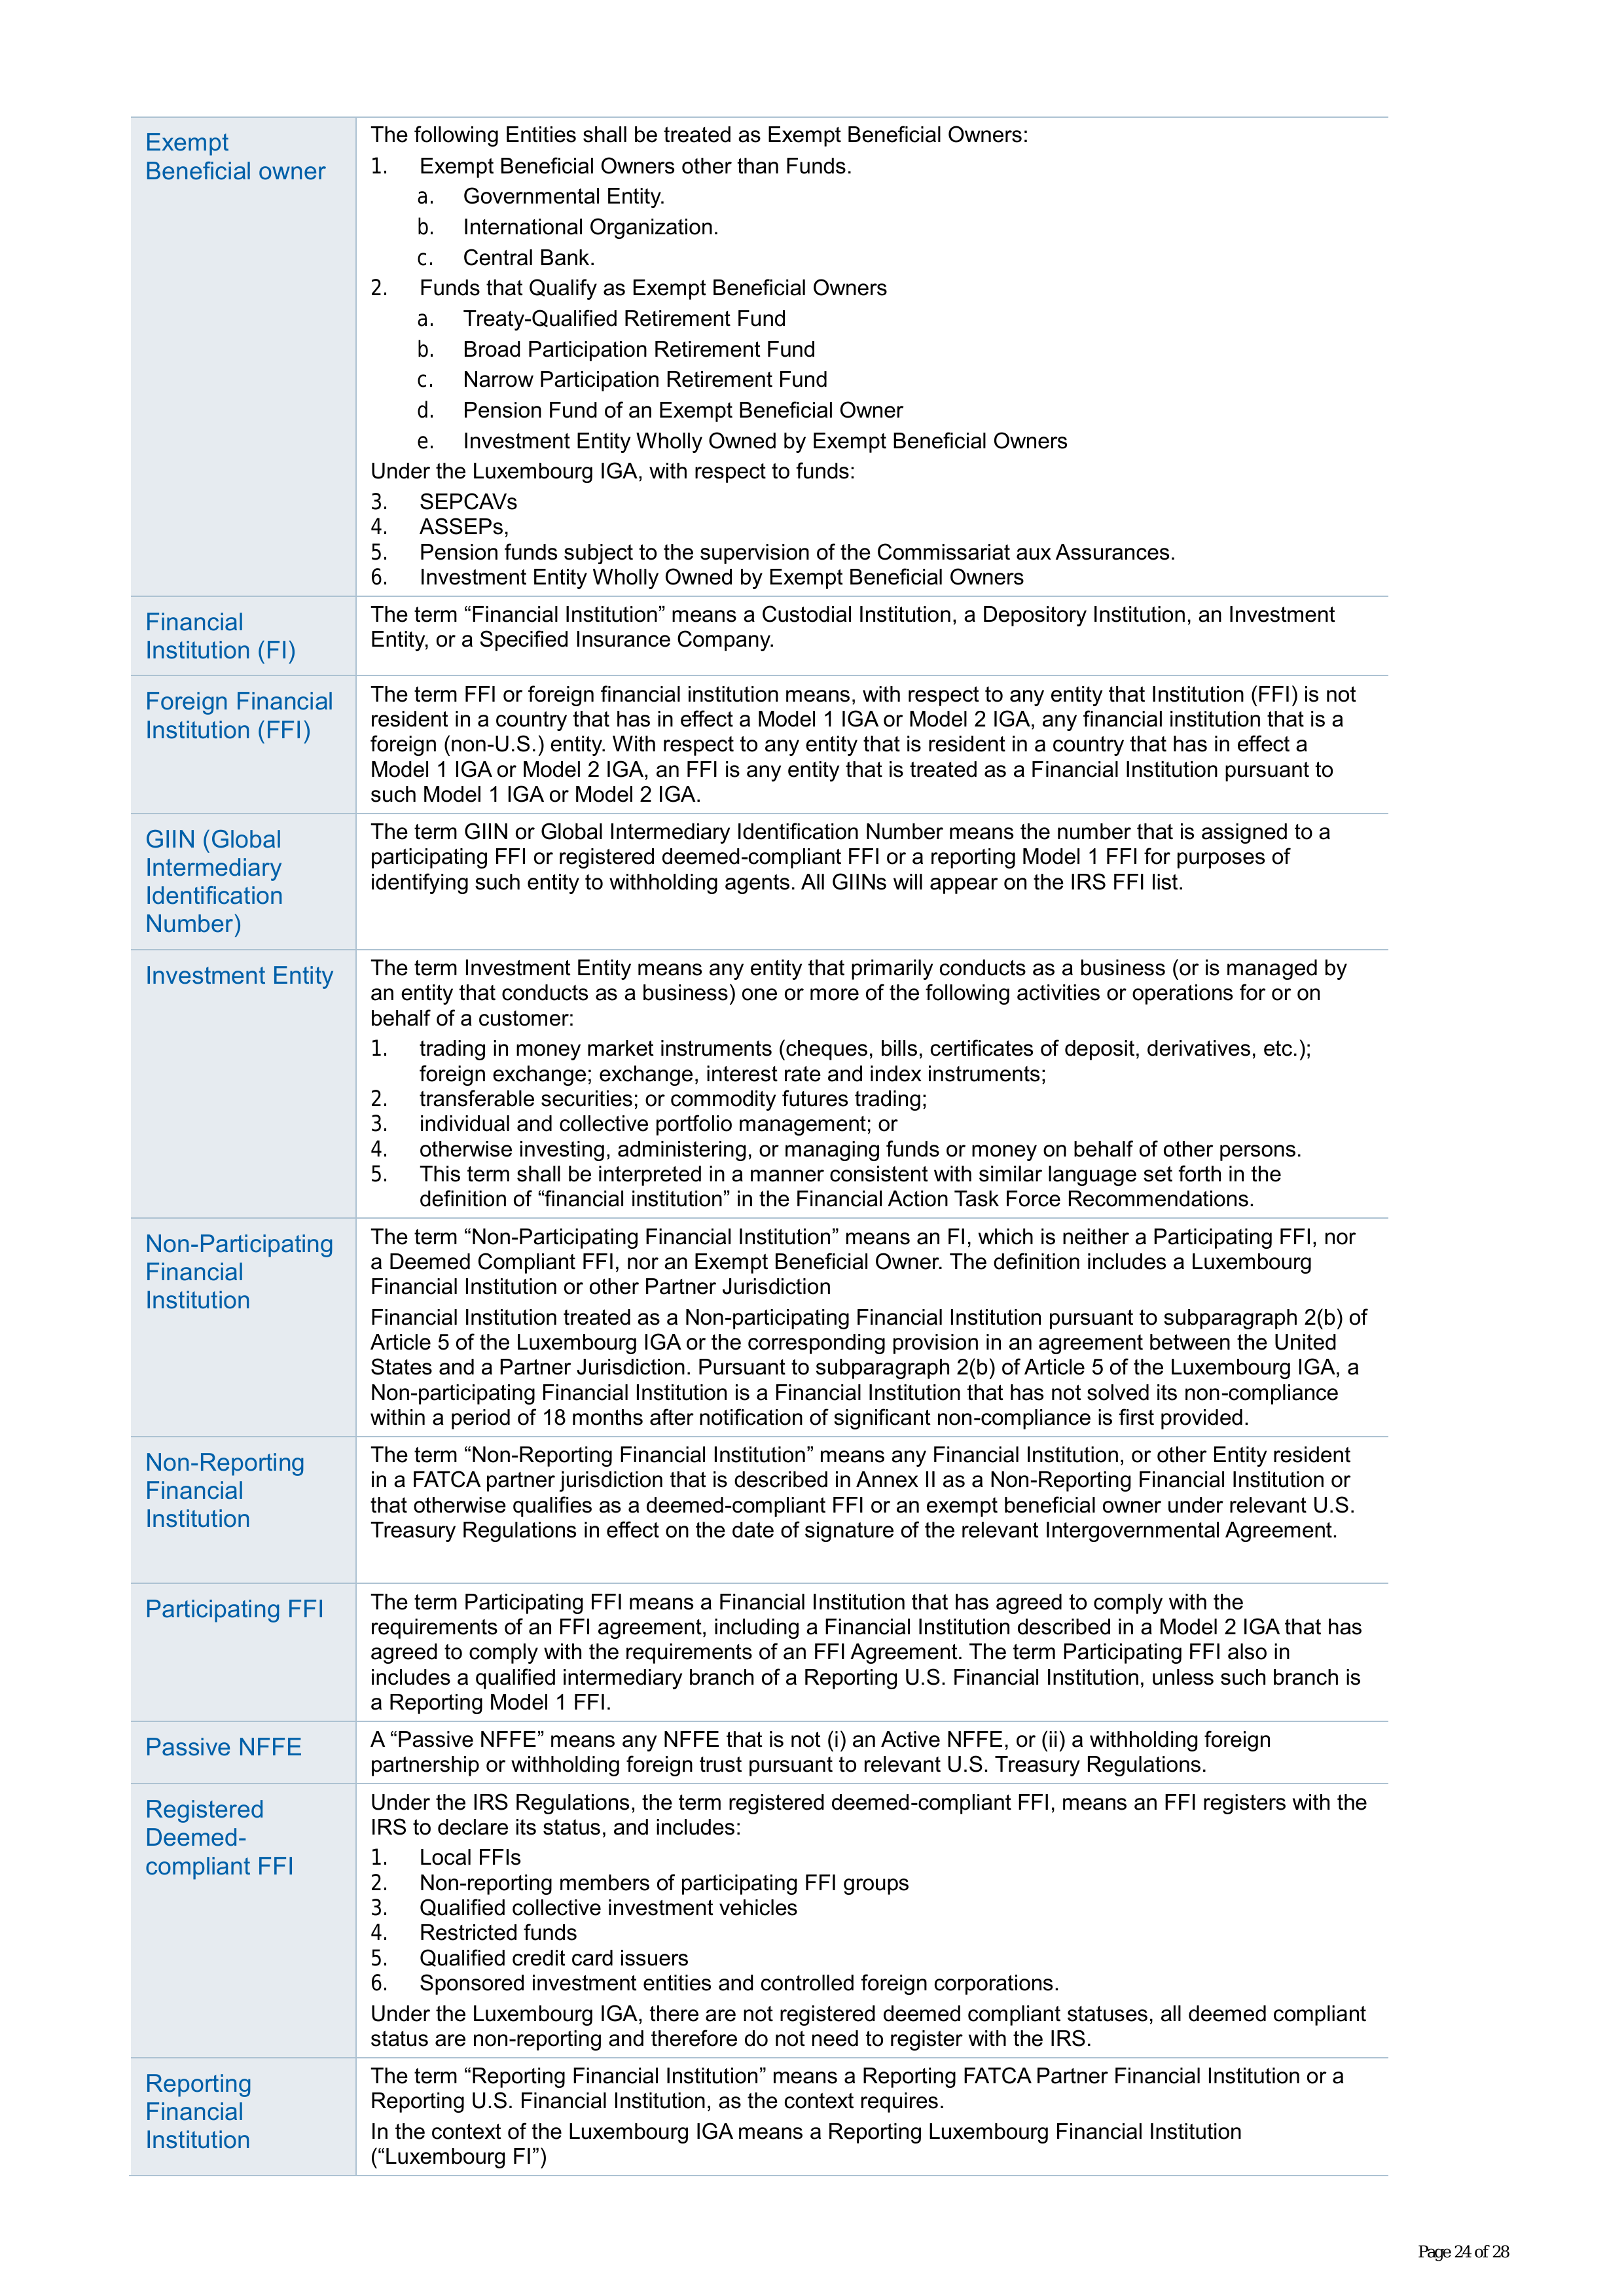 Exempt
Beneficial owner
The following Entities shall be treated as Exempt Beneficial Owners:
1. Exempt Beneficial Owners other than Funds.
a. Governmental Entity.
b. International Organization.
c. Central Bank.
2. Funds that Qualify as Exempt Beneficial Owners
a. Treaty-Qualified Retirement Fund
b. Broad Participation Retirement Fund
c. Narrow Participation Retirement Fund
d. Pension Fund of an Exempt Beneficial Owner
e. Investment Entity Wholly Owned by Exempt Beneficial Owners
Under the Luxembourg IGA, with respect to funds:
3. SEPCAVs
4. ASSEPs,
5. Pension funds subject to the supervision of the Commissariat aux Assurances.
6. Investment Entity Wholly Owned by Exempt Beneficial Owners
Financial
Institution (FI)
The term “Financial Institution” means a Custodial Institution, a Depository Institution, an Investment
Entity, or a Specified Insurance Company.
Foreign Financial
Institution (FFI)
The term FFI or foreign financial institution means, with respect to any entity that Institution (FFI) is not
resident in a country that has in effect a Model 1 IGA or Model 2 IGA, any financial institution that is a
foreign (non-U.S.) entity. With respect to any entity that is resident in a country that has in effect a
Model 1 IGA or Model 2 IGA, an FFI is any entity that is treated as a Financial Institution pursuant to
such Model 1 IGA or Model 2 IGA.
GIIN (Global
Intermediary
Identification
Number)
The term GIIN or Global Intermediary Identification Number means the number that is assigned to a
participating FFI or registered deemed-compliant FFI or a reporting Model 1 FFI for purposes of
identifying such entity to withholding agents. All GIINs will appear on the IRS FFI list.
Investment Entity
The term Investment Entity means any entity that primarily conducts as a business (or is managed by
an entity that conducts as a business) one or more of the following activities or operations for or on
behalf of a customer:
1. trading in money market instruments (cheques, bills, certificates of deposit, derivatives, etc.);
foreign exchange; exchange, interest rate and index instruments;
2. transferable securities; or commodity futures trading;
3. individual and collective portfolio management; or
4. otherwise investing, administering, or managing funds or money on behalf of other persons.
5. This term shall be interpreted in a manner consistent with similar language set forth in the
definition of “financial institution” in the Financial Action Task Force Recommendations.
Non-Participating
Financial
Institution
The term “Non-Participating Financial Institution” means an FI, which is neither a Participating FFI, nor
a Deemed Compliant FFI, nor an Exempt Beneficial Owner. The definition includes a Luxembourg
Financial Institution or other Partner Jurisdiction
Financial Institution treated as a Non-participating Financial Institution pursuant to subparagraph 2(b) of
Article 5 of the Luxembourg IGA or the corresponding provision in an agreement between the United
States and a Partner Jurisdiction. Pursuant to subparagraph 2(b) of Article 5 of the Luxembourg IGA, a
Non-participating Financial Institution is a Financial Institution that has not solved its non-compliance
within a period of 18 months after notification of significant non-compliance is first provided.
Non-Reporting
Financial
Institution
The term “Non-Reporting Financial Institution” means any Financial Institution, or other Entity resident
in a FATCA partner jurisdiction that is described in Annex II as a Non-Reporting Financial Institution or
that otherwise qualifies as a deemed-compliant FFI or an exempt beneficial owner under relevant U.S.
Treasury Regulations in effect on the date of signature of the relevant Intergovernmental Agreement.
Participating FFI
The term Participating FFI means a Financial Institution that has agreed to comply with the
requirements of an FFI agreement, including a Financial Institution described in a Model 2 IGA that has
agreed to comply with the requirements of an FFI Agreement. The term Participating FFI also in
includes a qualified intermediary branch of a Reporting U.S. Financial Institution, unless such branch is
a Reporting Model 1 FFI.
Passive NFFE
A “Passive NFFE” means any NFFE that is not (i) an Active NFFE, or (ii) a withholding foreign
partnership or withholding foreign trust pursuant to relevant U.S. Treasury Regulations.
Registered
Deemed-
compliant FFI
Under the IRS Regulations, the term registered deemed-compliant FFI, means an FFI registers with the
IRS to declare its status, and includes:
1. Local FFIs
2. Non-reporting members of participating FFI groups
3. Qualified collective investment vehicles
4. Restricted funds
5. Qualified credit card issuers
6. Sponsored investment entities and controlled foreign corporations.
Under the Luxembourg IGA, there are not registered deemed compliant statuses, all deemed compliant
status are non-reporting and therefore do not need to register with the IRS.
Reporting
Financial
Institution
The term “Reporting Financial Institution” means a Reporting FATCA Partner Financial Institution or a
Reporting U.S. Financial Institution, as the context requires.
In the context of the Luxembourg IGA means a Reporting Luxembourg Financial Institution
(“Luxembourg FI”)
Page 24 of 28